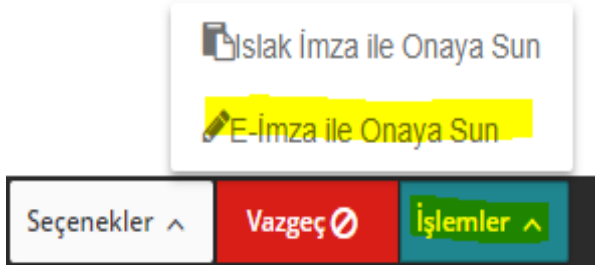 Islak İmza ile Onaya Sun
E-İmza ile Onaya Sun
Seçenekler Vazgeç İşlemler